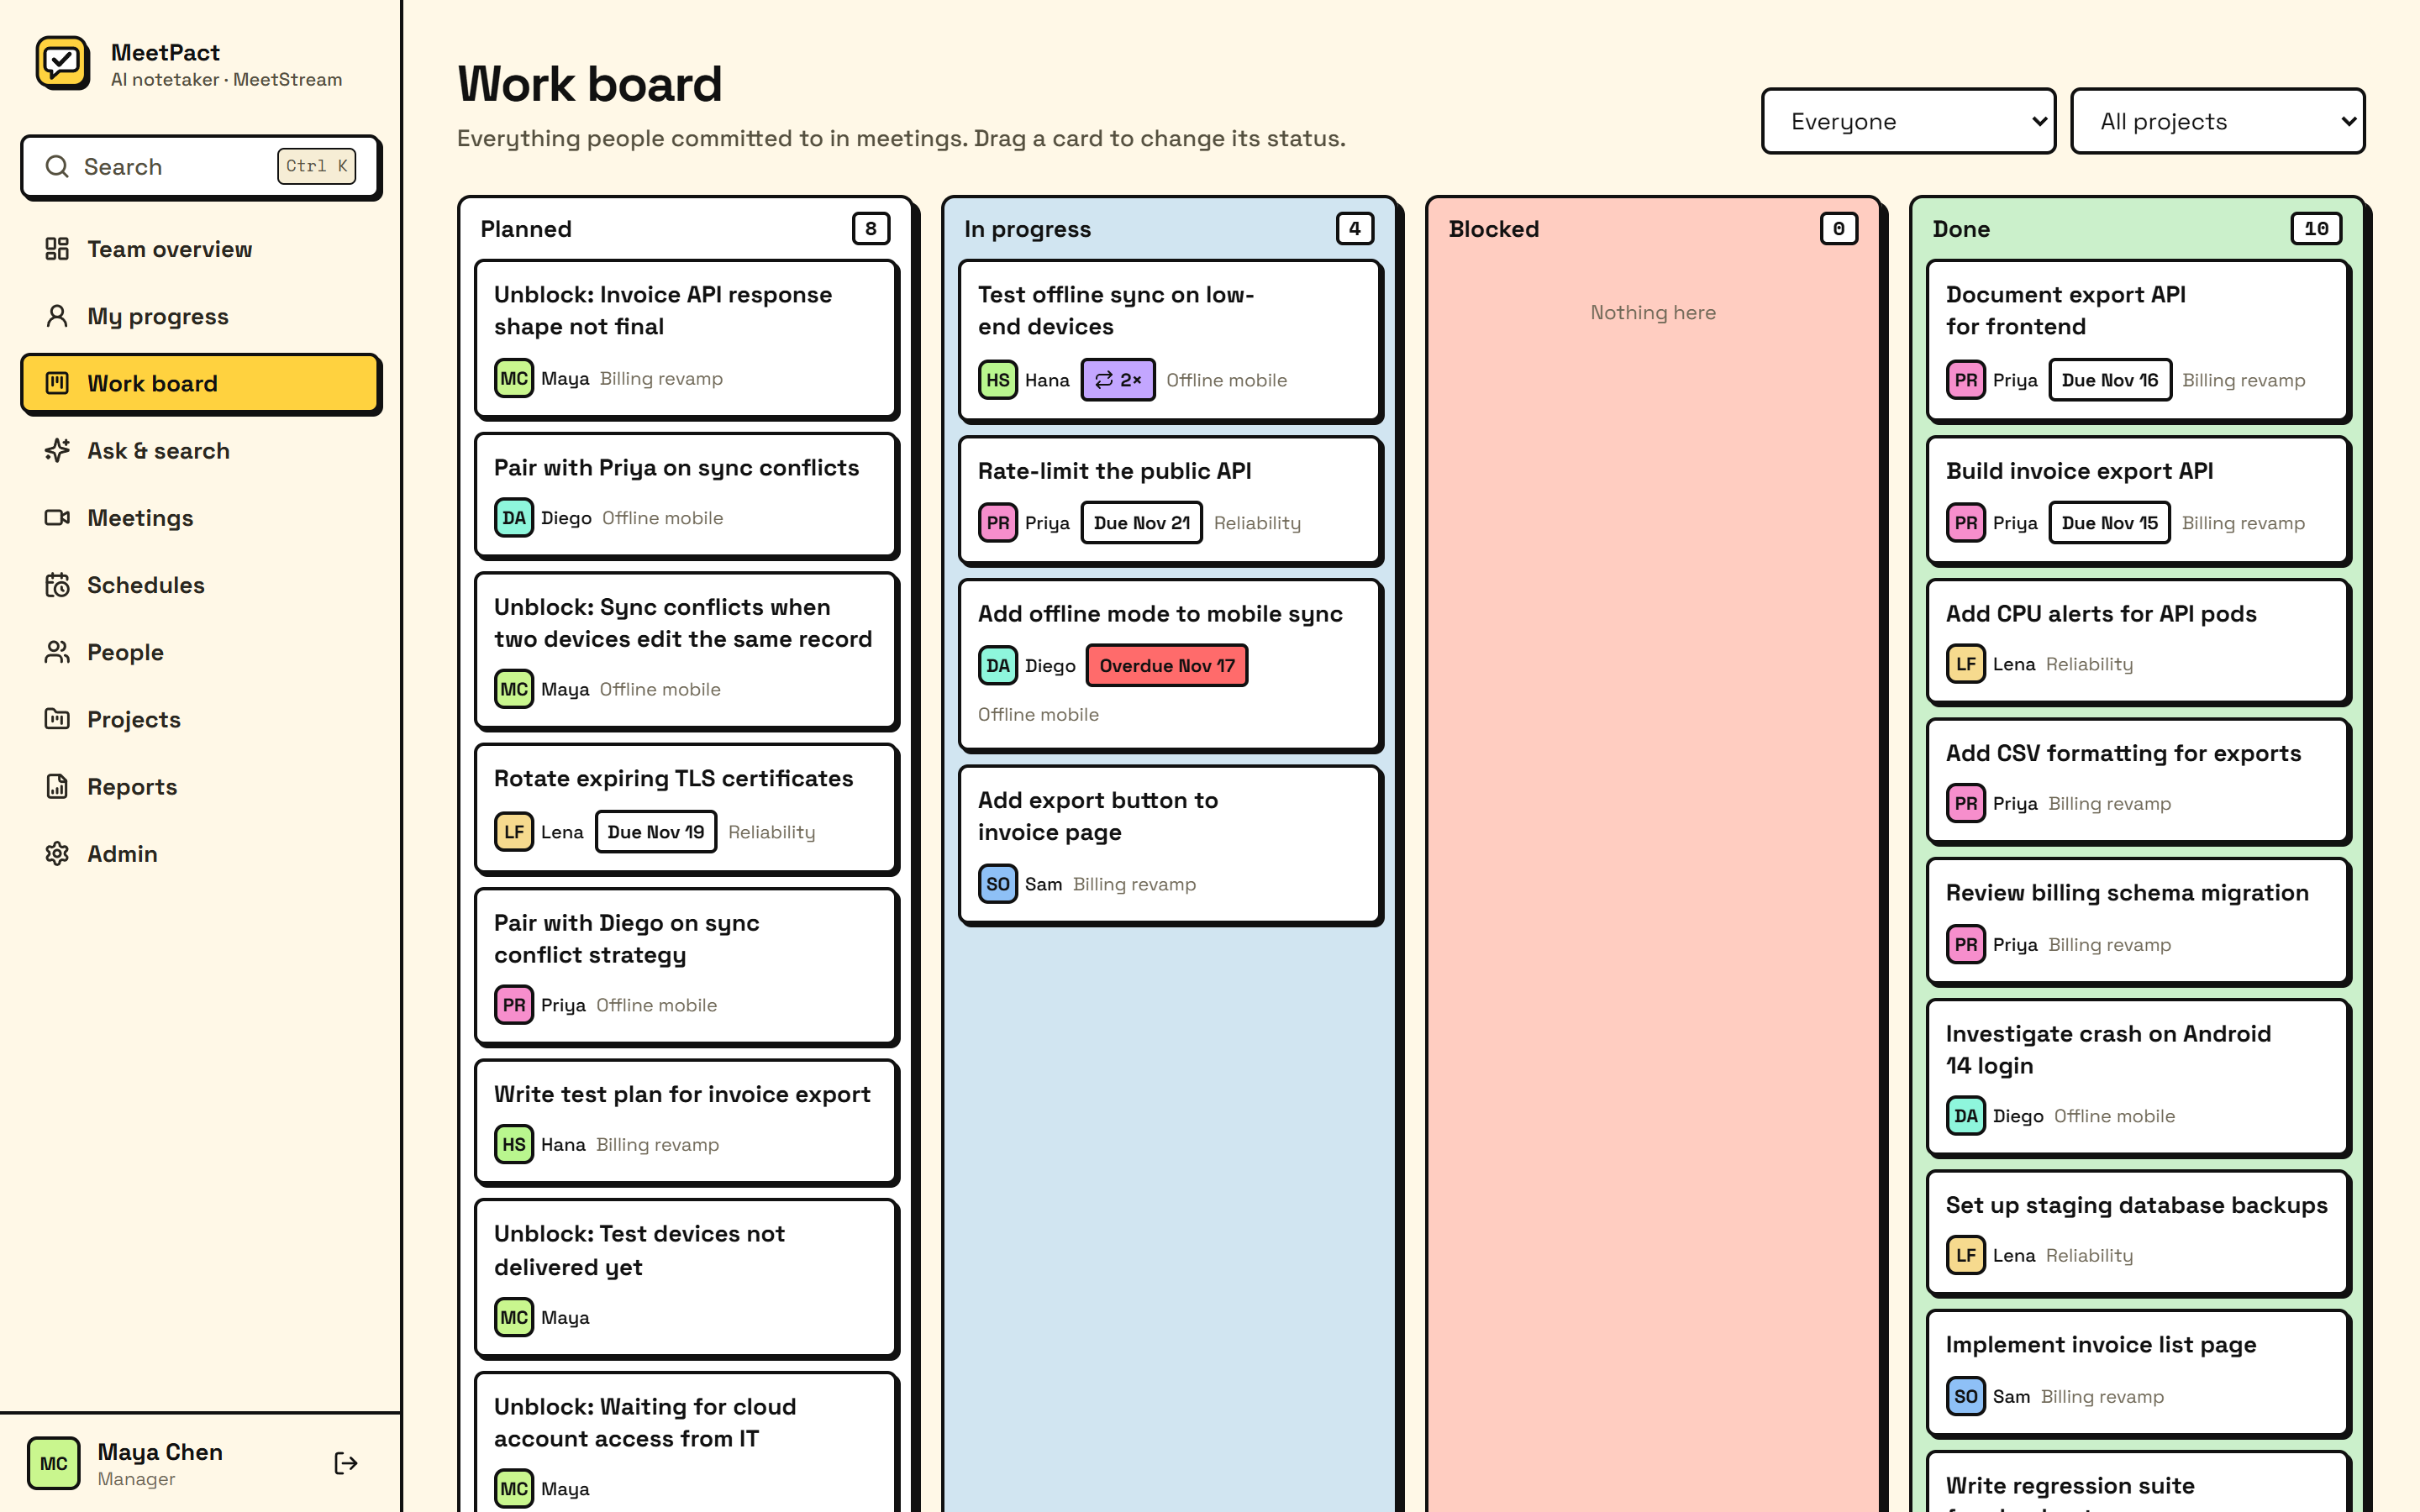 MeetPact
AI notetaker · MeetStream
Search
Ctrl K
Team overview
My progress
Work board
Ask & search
Meetings
Schedules
People
Projects
Reports
Admin
MC
Maya Chen
Manager
Work board
Everything people committed to in meetings. Drag a card to change its status.
Everyone
All projects
Planned
8
Unblock: Invoice API response
shape not final
MC Maya Billing revamp
Pair with Priya on sync conflicts
DA Diego Offline mobile
Unblock: Sync conflicts when
two devices edit the same record
MC Maya Offline mobile
Rotate expiring TLS certificates
LF Lena Due Nov 19 Reliability
Pair with Diego on sync
conflict strategy
PR Priya Offline mobile
Write test plan for invoice export
HS Hana Billing revamp
Unblock: Test devices not
delivered yet
MC Maya
Unblock: Waiting for cloud
account access from IT
MC Maya
In progress
4
Test offline sync on low-
end devices
HS Hana 2× Offline mobile
Rate-limit the public API
PR Priya Due Nov 21 Reliability
Add offline mode to mobile sync
DA Diego Overdue Nov 17
Offline mobile
Add export button to
invoice page
SO Sam Billing revamp
Blocked
0
Nothing here
Done
10
Document export API
for frontend
PR Priya Due Nov 16 Billing revamp
Build invoice export API
PR Priya Due Nov 15 Billing revamp
Add CPU alerts for API pods
LF Lena Reliability
Add CSV formatting for exports
PR Priya Billing revamp
Review billing schema migration
PR Priya Billing revamp
Investigate crash on Android
14 login
DA Diego Offline mobile
Set up staging database backups
LF Lena Reliability
Implement invoice list page
SO Sam Billing revamp
Write regression suite